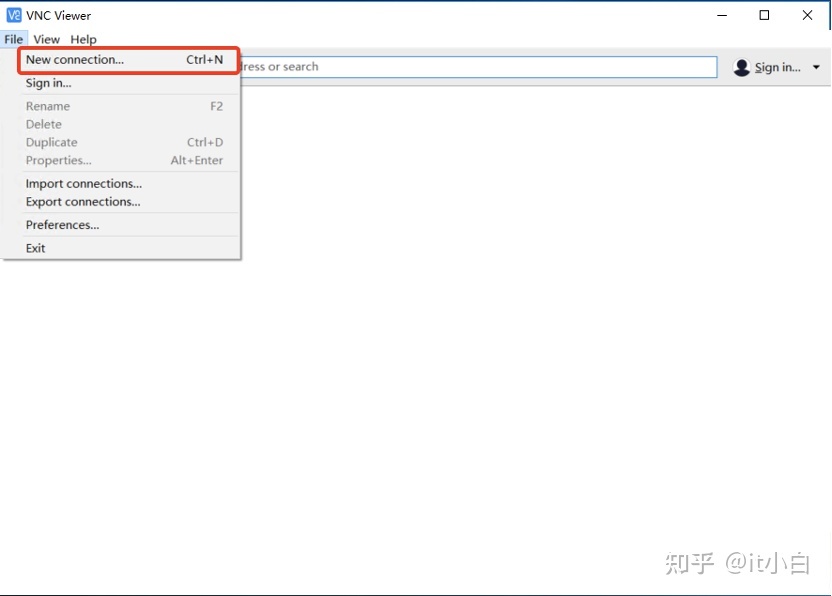 VNC Viewer
File View Help
New connection... Ctrl+N
dress or search
Sign in...
Sign in...
Rename F2
Delete
Duplicate Ctrl+D
Properties... Alt+Enter
Import connections...
Export connections...
Preferences...
Exit
知乎 @it小白